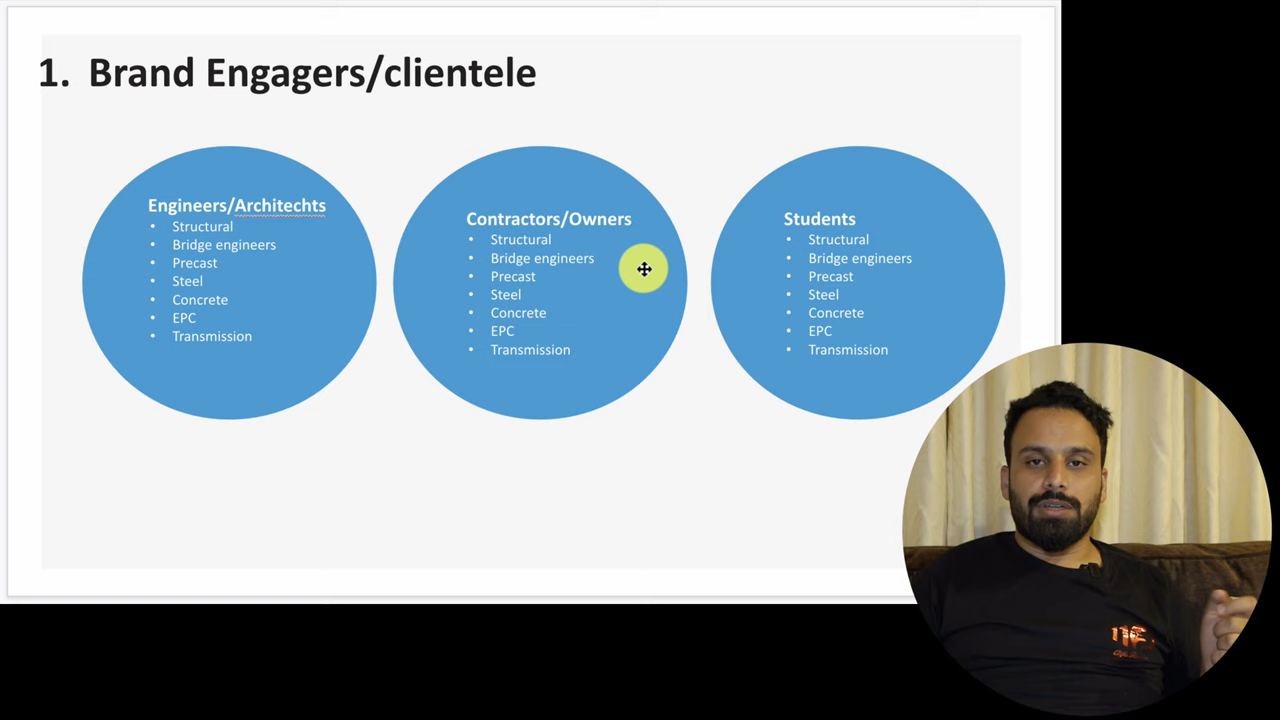 1. Brand Engagers/clientele
Engineers/Architechts
• Structural
• Bridge engineers
• Precast
• Steel
• Concrete
• EPC
• Transmission
Contractors/Owners
• Structural
• Bridge engineers
• Precast
• Steel
• Concrete
• EPC
• Transmission
Students
• Structural
• Bridge engineers
• Precast
• Steel
• Concrete
• EPC
• Transmission